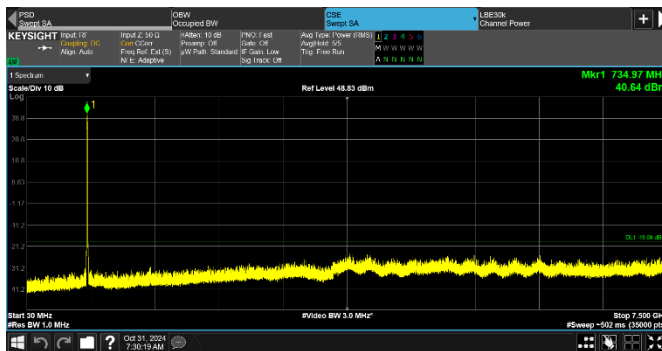 PSD
Swept SA
OBW
Occupied BW
CSE
Swept SA
LBE30k
Channel Power
KEYSIGHT
Input: RF
Coupling: DC
Align: Auto
Input Z: 50 Ω
Corr CCorr
Freq Ref: Ext (S)
NFE: Adaptive
#Atten: 10 dB
Preamp: Off
µW Path: Standard
PNO: Fast
Gate: Off
IF Gain: Low
Sig Track: Off
Avg Type: Power (RMS)
Avg|Hold: 5/5
Trig: Free Run
1 2 3 4 5 6
M W W W W W
A N N N N N
1 Spectrum
Scale/Div 10 dB
Log
Ref Level 48.83 dBm
Mkr1 734.97 MH
40.64 dBr
1
38.8
28.8
18.8
8.83
-1.17
-11.2
-21.2
-31.2
-41.2
Start 30 MHz
#Res BW 1.0 MHz
#Video BW 3.0 MHz*
Stop 7.500 GH
#Sweep ~502 ms (35000 pts
?
Oct 31, 2024
7:30:19 AM